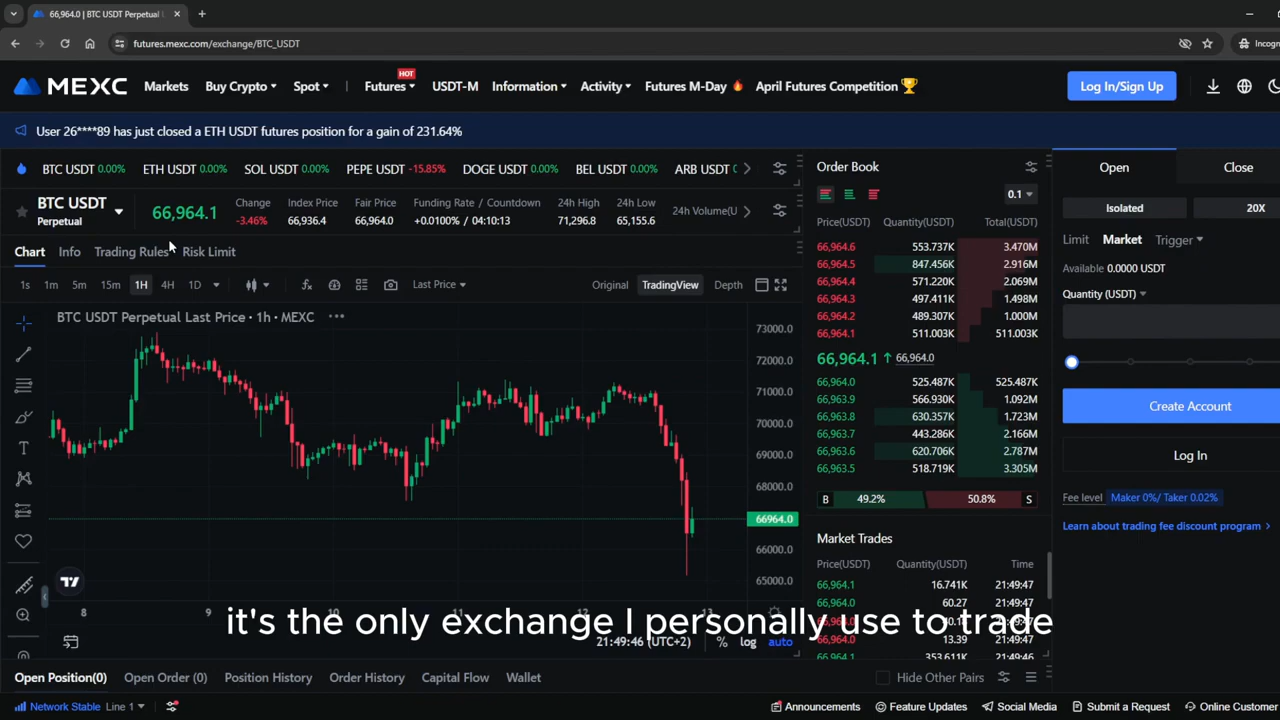 66,964.0 | BTC USDT Perpetual
futures.mexc.com/exchange/BTC_USDT
MEXC Markets Buy Crypto Spot Futures HOT USDT-M Information Activity Futures M-Day April Futures Competition Log In/Sign Up
User 26****89 has just closed a ETH USDT futures position for a gain of 231.64%
BTC USDT 0.00% ETH USDT 0.00% SOL USDT 0.00% PEPE USDT -15.85% DOGE USDT 0.00% BEL USDT 0.00% ARB USDT
BTC USDT
Perpetual
66,964.1
Change
-3.46%
Index Price
66,936.4
Fair Price
66,964.0
Funding Rate / Countdown
+0.0100% / 04:10:13
24h High
71,296.8
24h Low
65,155.6
24h Volume(U
Chart Info Trading Rules Risk Limit
1s 1m 5m 15m 1H 4H 1D Last Price Original TradingView Depth
BTC USDT Perpetual Last Price · 1h · MEXC
73000.0
72000.0
71000.0
70000.0
69000.0
68000.0
66964.0
66000.0
65000.0
8 9 10 11 12 13
21:49:46 (UTC+2) % log auto
Order Book
0.1
Price(USDT) Quantity(USDT) Total(USDT)
66,964.6 553.737K 3.470M
66,964.5 847.456K 2.916M
66,964.4 571.220K 2.069M
66,964.3 497.411K 1.498M
66,964.2 489.307K 1.000M
66,964.1 511.003K 511.003K
66,964.1 66,964.0
66,964.0 525.487K 525.487K
66,963.9 566.930K 1.092M
66,963.8 630.357K 1.723M
66,963.7 443.286K 2.166M
66,963.6 620.706K 2.787M
66,963.5 518.719K 3.305M
B 49.2% 50.8% S
Market Trades
Price(USDT) Quantity(USDT) Time
66,964.1 16.741K 21:49:47
60.27 21:49:47
13.39
66,964.1 353.611K 21:49:46
Open Close
Isolated 20X
Limit Market Trigger
Available 0.0000 USDT
Quantity (USDT)
Create Account
Log In
Fee level Maker 0%/ Taker 0.02%
Learn about trading fee discount program
it's the only exchange I personally use to trade
Open Position(0) Open Order (0) Position History Order History Capital Flow Wallet Hide Other Pairs
Network Stable Line 1 Announcements Feature Updates Social Media Submit a Request Online Customer